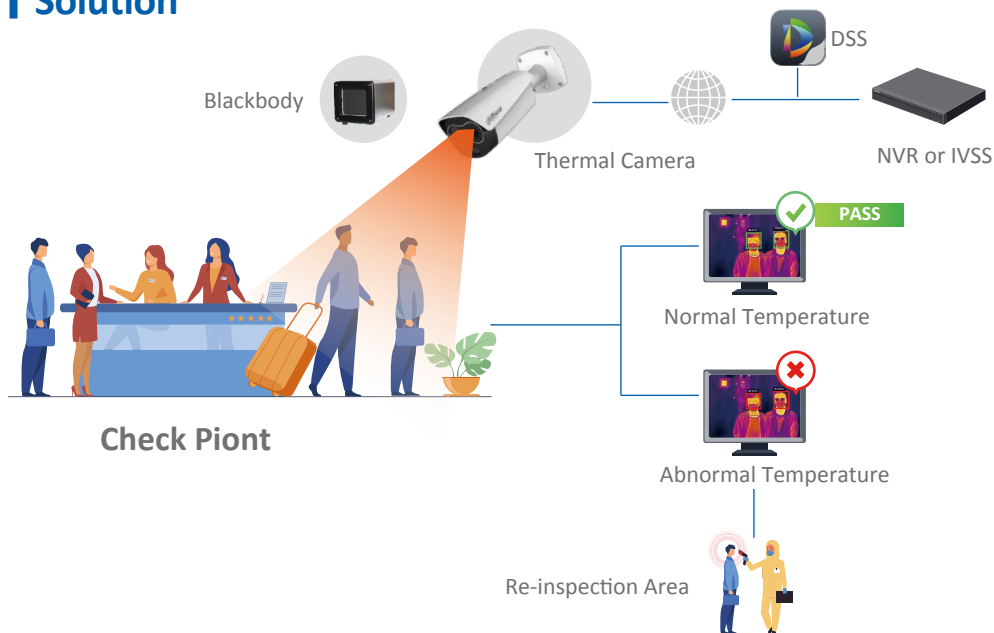 Solution
DSS
Blackbody
Thermal Camera
NVR or IVSS
PASS
Normal Temperature
Check Piont
Abnormal Temperature
Re-inspection Area